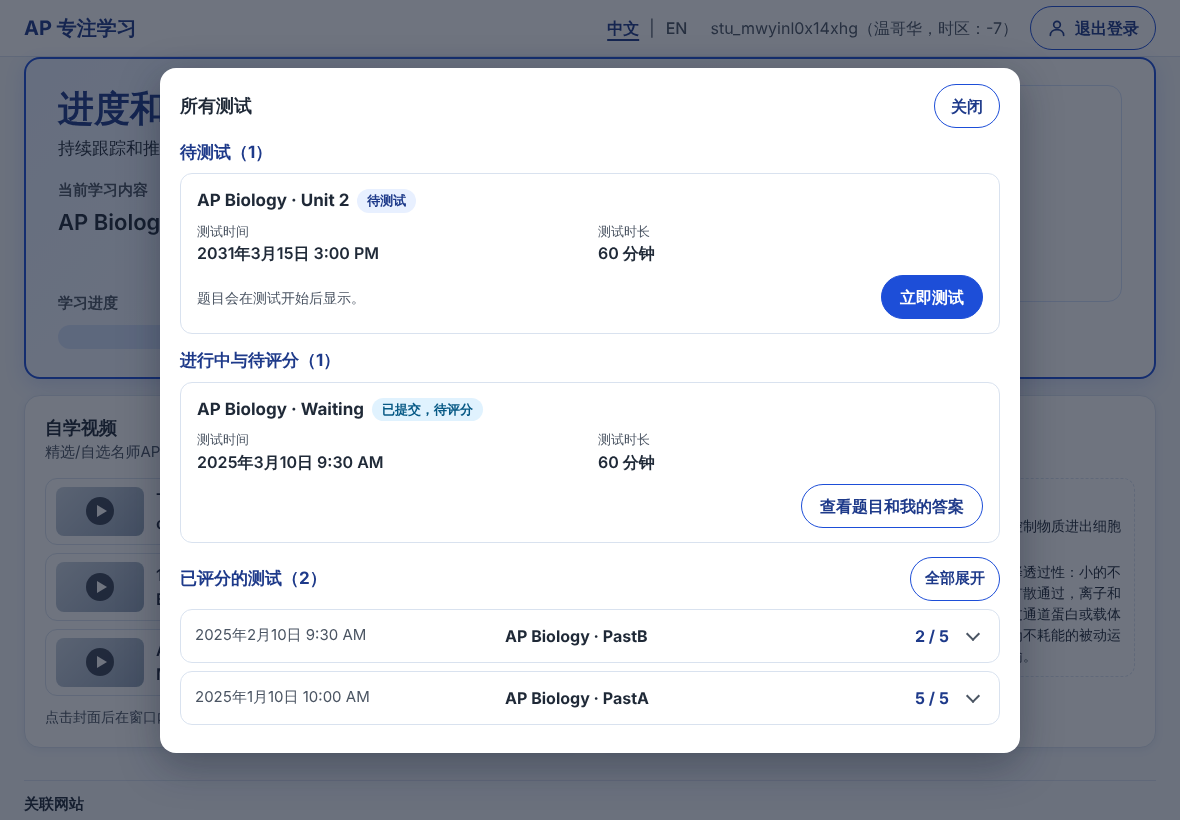 AP 专注学习
中文 | EN stu_mwyinl0x14xhg（温哥华，时区：-7） 退出登录
进度和
持续跟踪和推
当前学习内容
AP Biolog
学习进度
所有测试 关闭
待测试（1）
AP Biology · Unit 2 待测试
测试时间 测试时长
2031年3月15日 3:00 PM 60 分钟
题目会在测试开始后显示。 立即测试
进行中与待评分（1）
AP Biology · Waiting 已提交，待评分
测试时间 测试时长
2025年3月10日 9:30 AM 60 分钟
查看题目和我的答案
已评分的测试（2） 全部展开
2025年2月10日 9:30 AM AP Biology · PastB 2 / 5
2025年1月10日 10:00 AM AP Biology · PastA 5 / 5
自学视频
精选/自选名师AP
点击封面后在窗口
制物质进出细胞
透过性：小的不
散通过，离子和
通道蛋白或载体
不耗能的被动运
关联网站